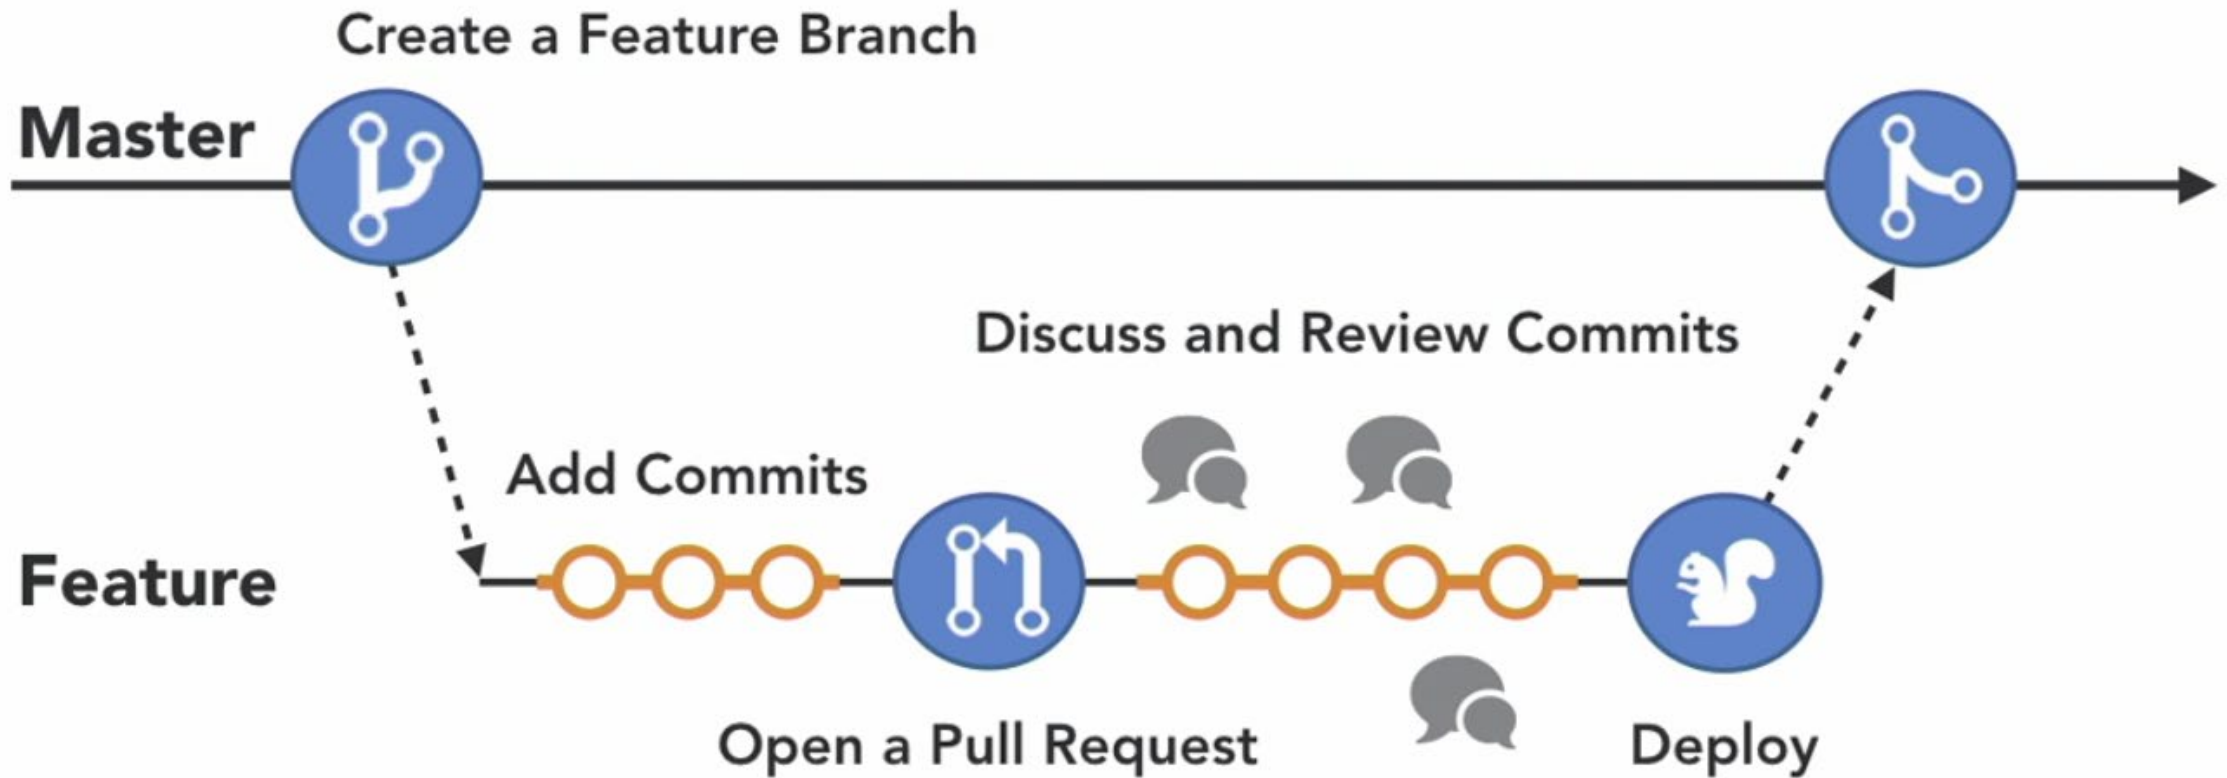 Create a Feature Branch
Master
Discuss and Review Commits
Add Commits
Feature
Open a Pull Request
Deploy